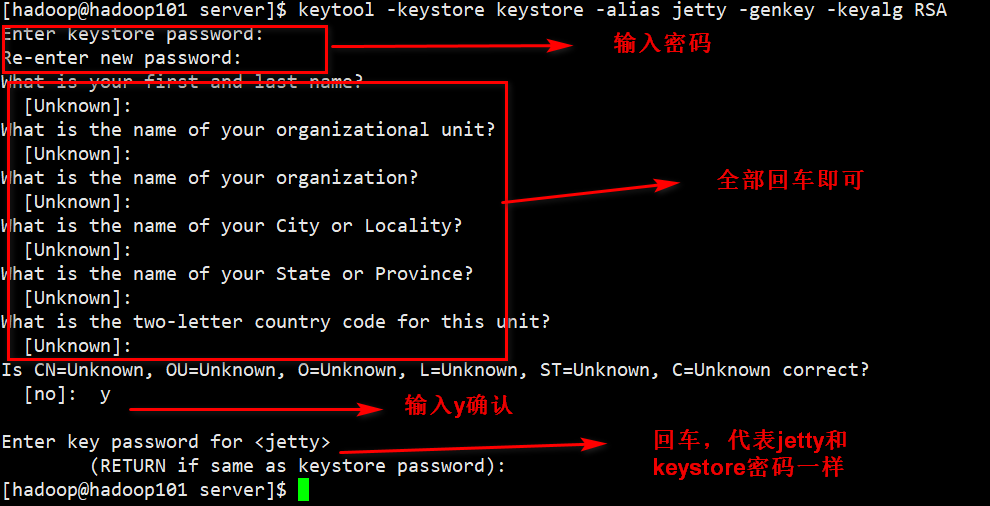 [hadoop@hadoop101 server]$ keytool -keystore keystore -alias jetty -genkey -keyalg RSA
Enter keystore password:
输入密码
Re-enter new password:
What is your first and last name?
[Unknown]:
What is the name of your organizational unit?
[Unknown]:
What is the name of your organization?
全部回车即可
[Unknown]:
What is the name of your City or Locality?
[Unknown]:
What is the name of your State or Province?
[Unknown]:
What is the two-letter country code for this unit?
[Unknown]:
Is CN=Unknown, OU=Unknown, O=Unknown, L=Unknown, ST=Unknown, C=Unknown correct?
[no]: y
输入y确认
Enter key password for <jetty>
(RETURN if same as keystore password):
回车，代表jetty和
keystore密码一样
[hadoop@hadoop101 server]$